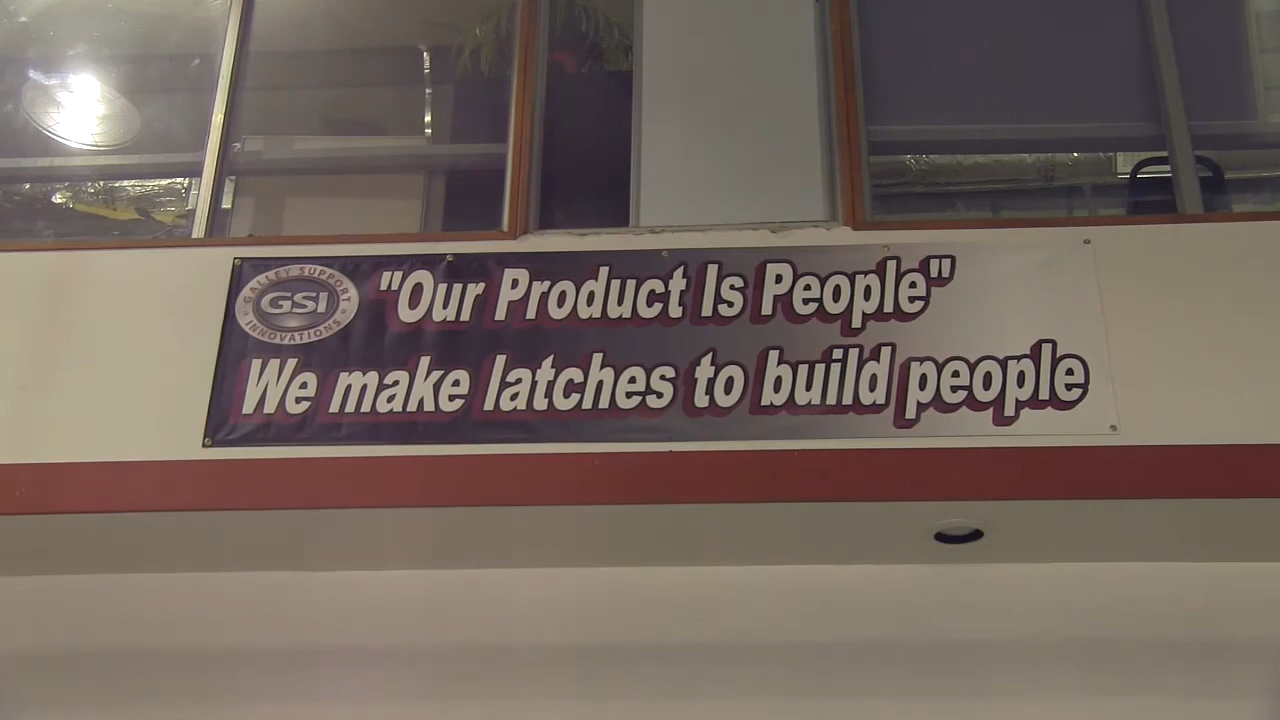 GALLEY SUPPORT
GSI
INNOVATIONS
"Our Product Is People"
We make latches to build people